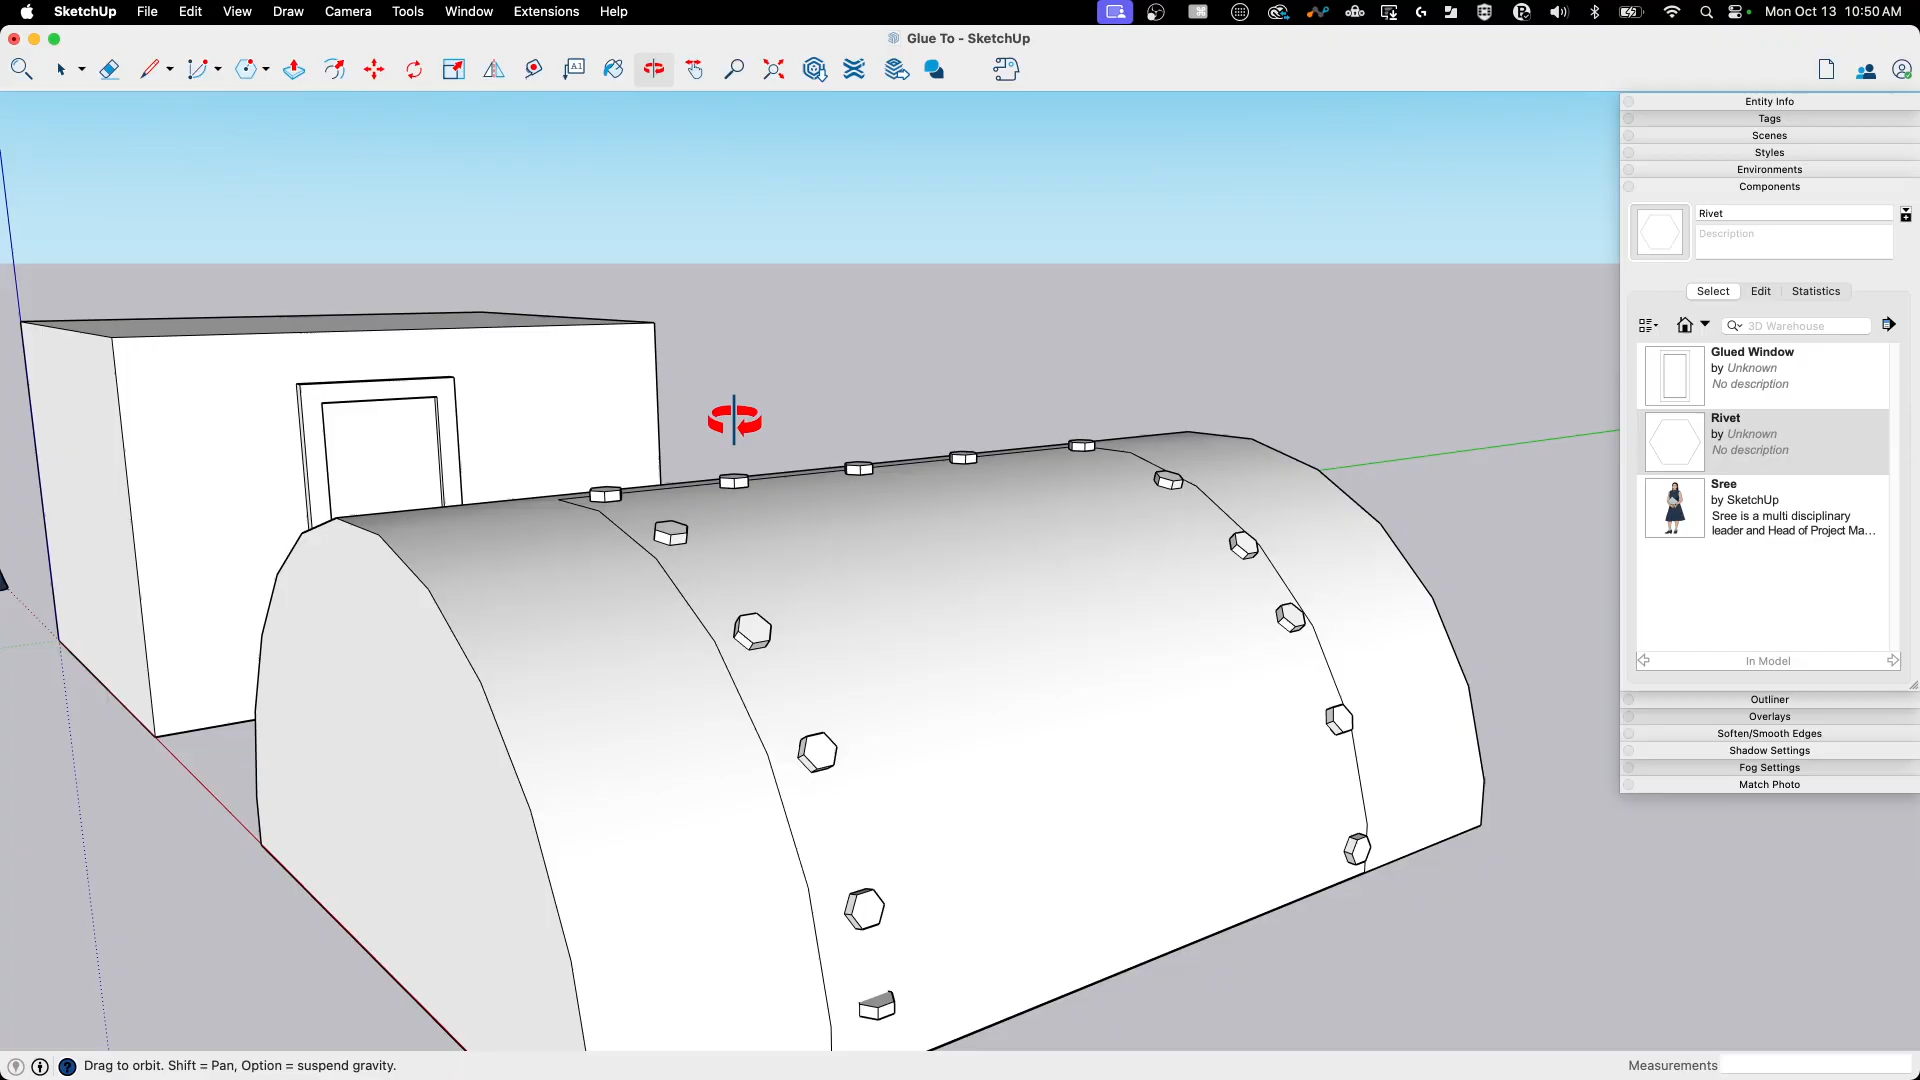 SketchUp File Edit View Draw Camera Tools Window Extensions Help Mon Oct 13 10:50 AM
Glue To - SketchUp
A1
Entity Info
Tags
Scenes
Styles
Environments
Components
Rivet
Description
Select Edit Statistics
3D Warehouse
Glued Window
by Unknown
No description
Rivet
by Unknown
No description
Sree
by SketchUp
Sree is a multi disciplinary
leader and Head of Project Ma...
In Model
Outliner
Overlays
Soften/Smooth Edges
Shadow Settings
Fog Settings
Match Photo
Drag to orbit. Shift = Pan, Option = suspend gravity. Measurements